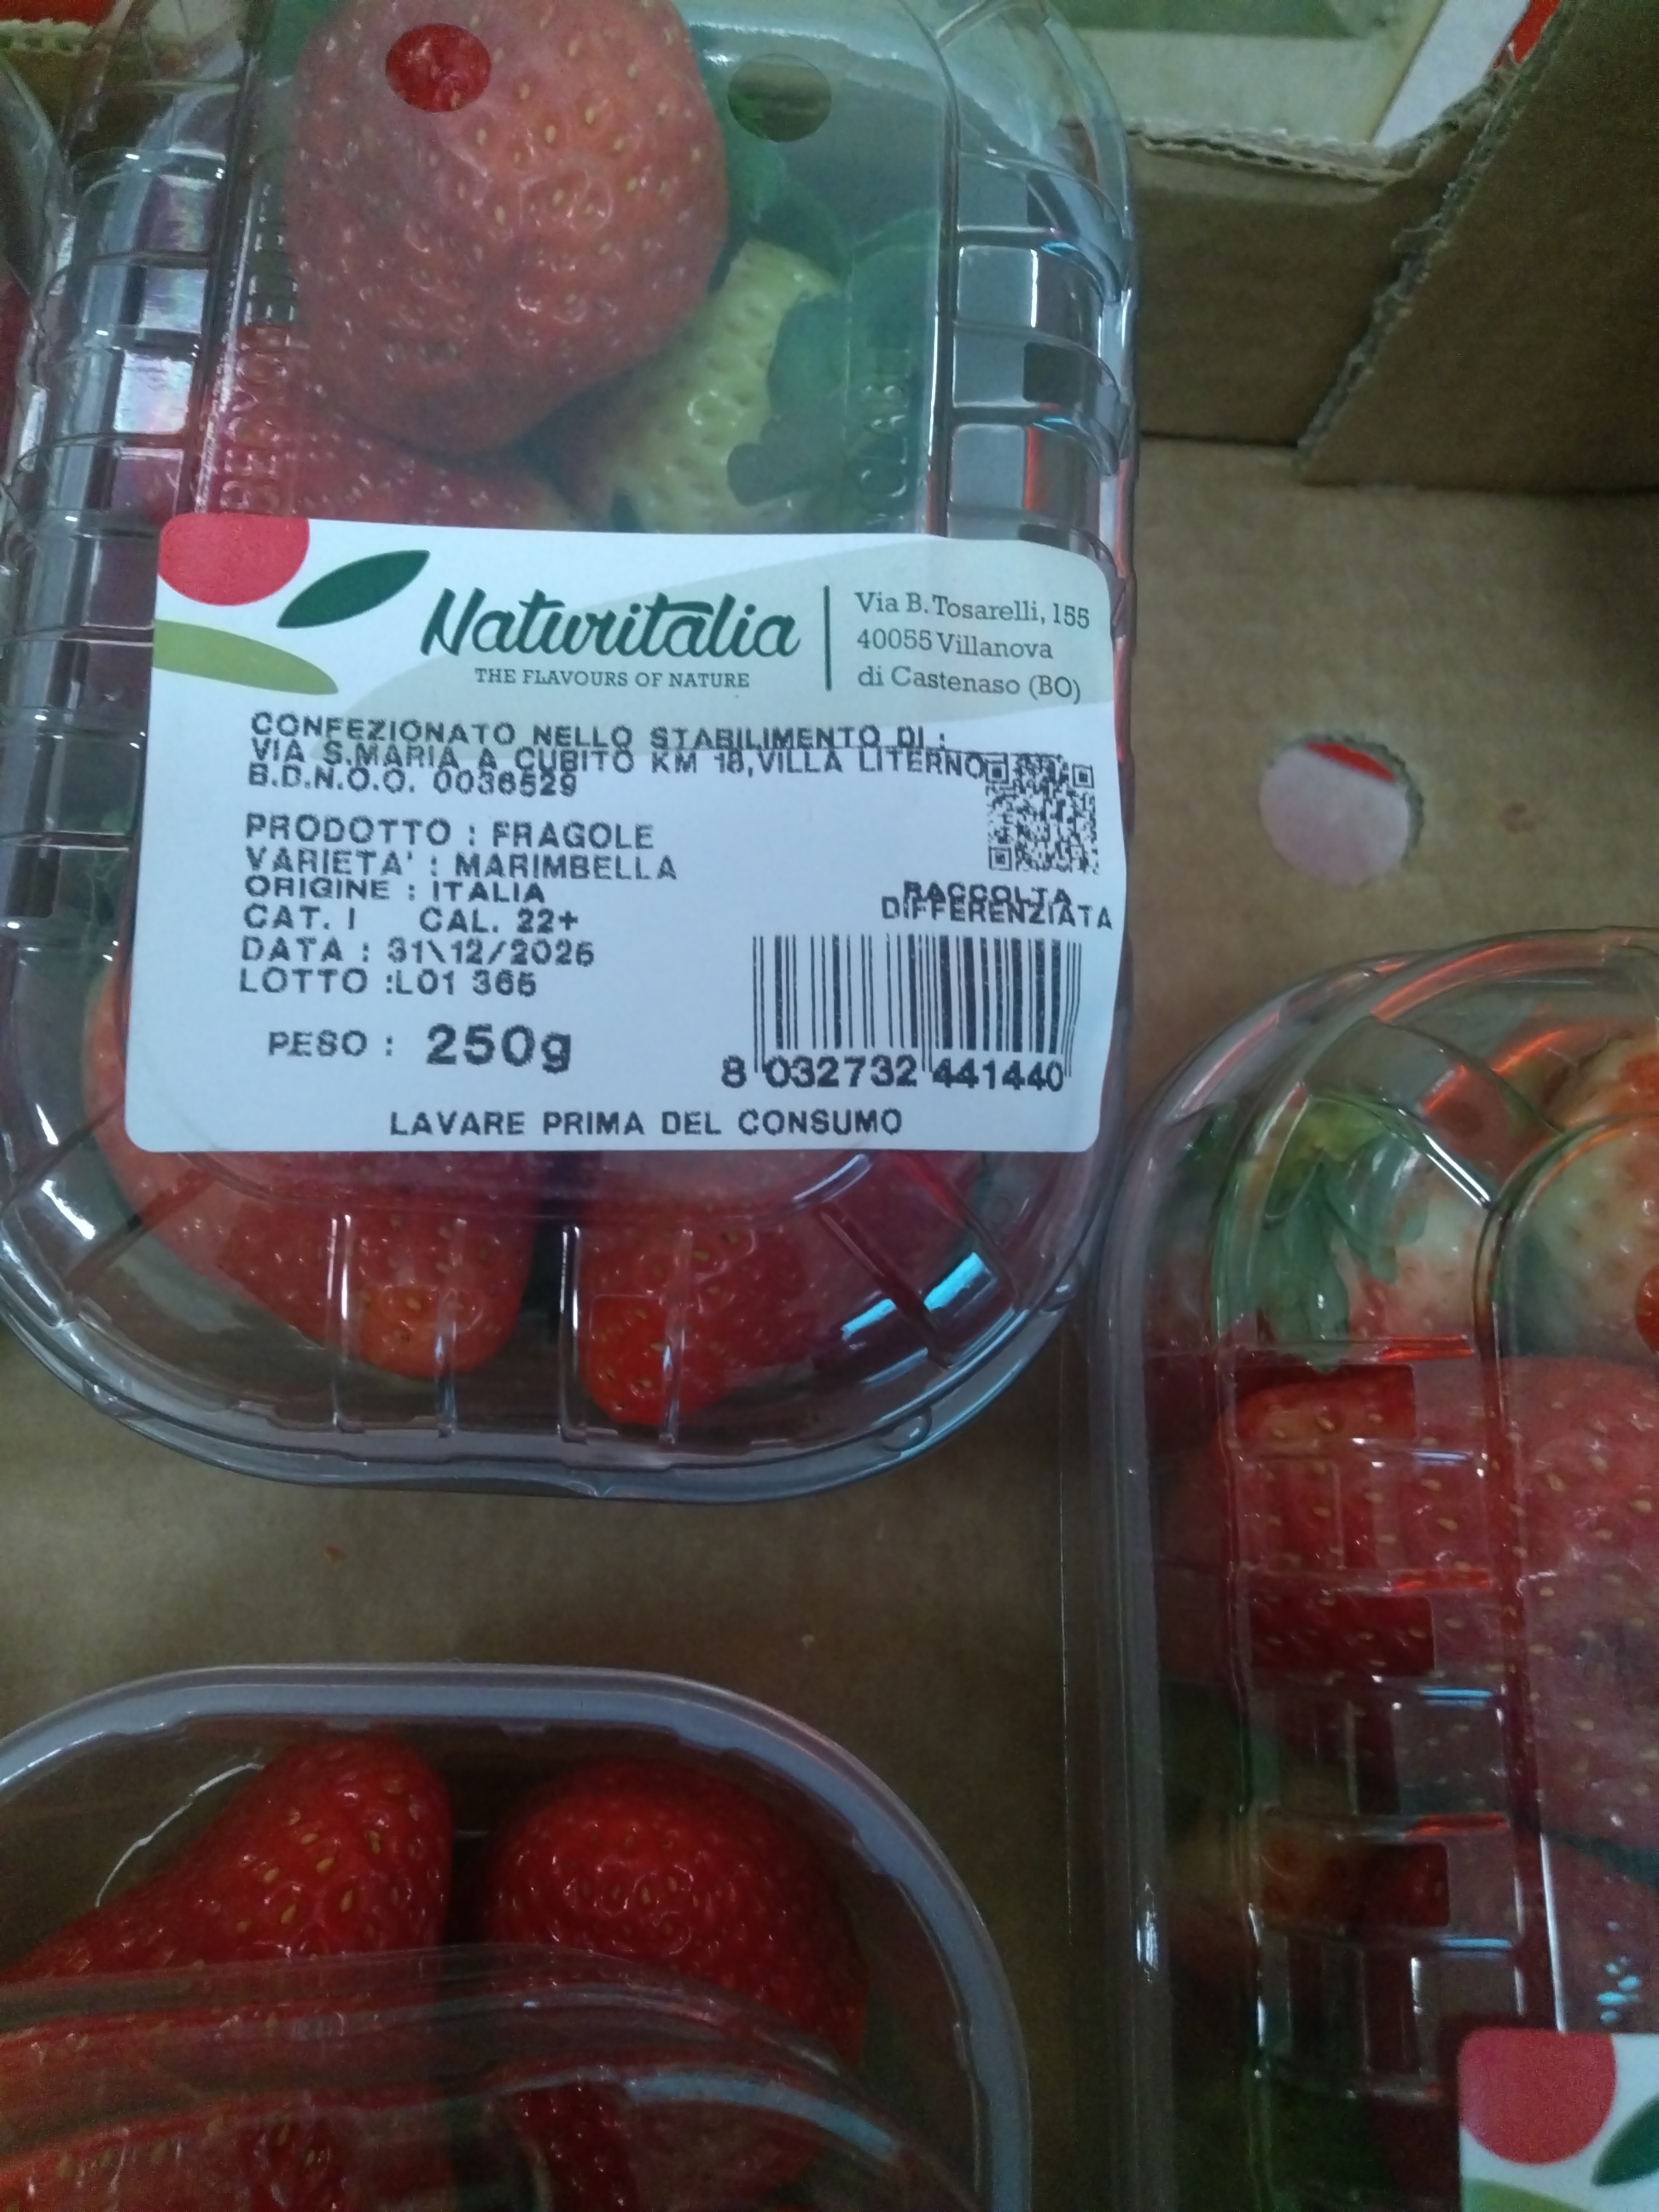 Naturitalia
THE FLAVOURS OF NATURE
Via B. Tosarelli, 155
40055 Villanova
di Castenaso (BO)
CONFEZIONATO NELLO STABILIMENTO DI :
VIA S.MARIA A CUBITO KM 18,VILLA LITERNO
B.D.N.O.O. 0036529
PRODOTTO : FRAGOLE
VARIETA' : MARIMBELLA
ORIGINE : ITALIA
CAT. I CAL. 22+
DATA : 31\12/2025
LOTTO :L01 365
PESO : 250g
RACCOLTA
DIFFERENZIATA
8 032732 441440
LAVARE PRIMA DEL CONSUMO